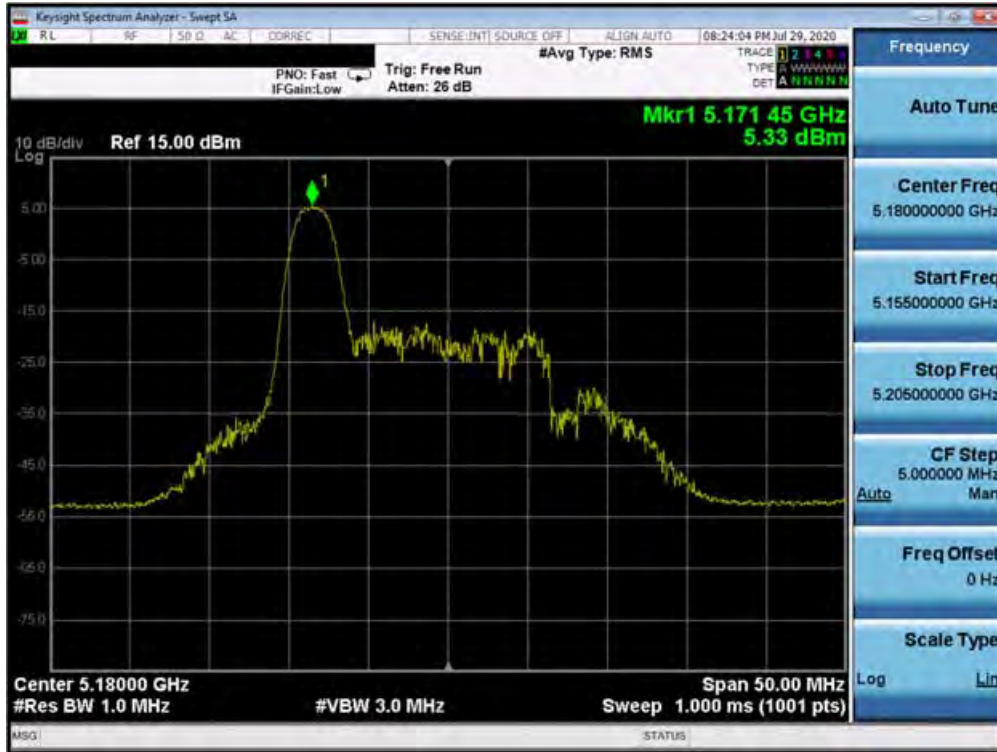 Keysight Spectrum Analyzer - Swept SA
LXI RL RF 50 Ω AC CORREC SENSE:INT SOURCE OFF ALIGN AUTO 08:24:04 PM Jul 29, 2020
#Avg Type: RMS
TRACE 1 2 3 4 5 6
PNO: Fast Trig: Free Run
TYPE A WWWWW
IFGain:Low Atten: 26 dB
DET A N N N N N
Mkr1 5.171 45 GHz
5.33 dBm
10 dB/div Ref 15.00 dBm
Log
1
5.00
-5.00
-15.0
-25.0
-35.0
-45.0
-55.0
-65.0
-75.0
Center 5.18000 GHz Span 50.00 MHz
#Res BW 1.0 MHz #VBW 3.0 MHz Sweep 1.000 ms (1001 pts)
MSG STATUS
Frequency
Auto Tune
Center Freq
5.180000000 GHz
Start Freq
5.155000000 GHz
Stop Freq
5.205000000 GHz
CF Step
5.000000 MHz
Auto Man
Freq Offset
0 Hz
Scale Type
Log Lin